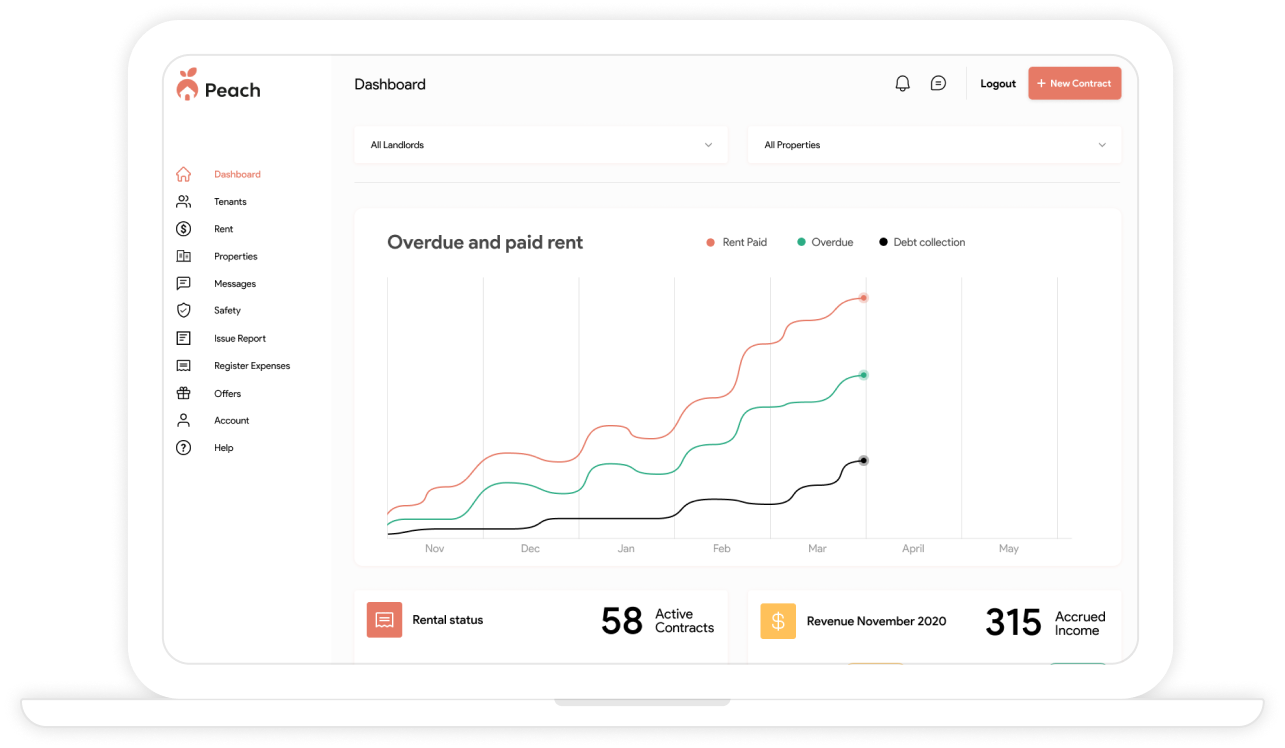 Peach
Dashboard
Logout
+ New Contract
All Landlords
All Properties
Dashboard
Tenants
Rent
Properties
Messages
Safety
Issue Report
Register Expenses
Offers
Account
Help
Overdue and paid rent
Rent Paid
Overdue
Debt collection
Nov
Dec
Jan
Feb
Mar
April
May
Rental status
58
Active
Contracts
$
Revenue November 2020
315
Accrued
Income